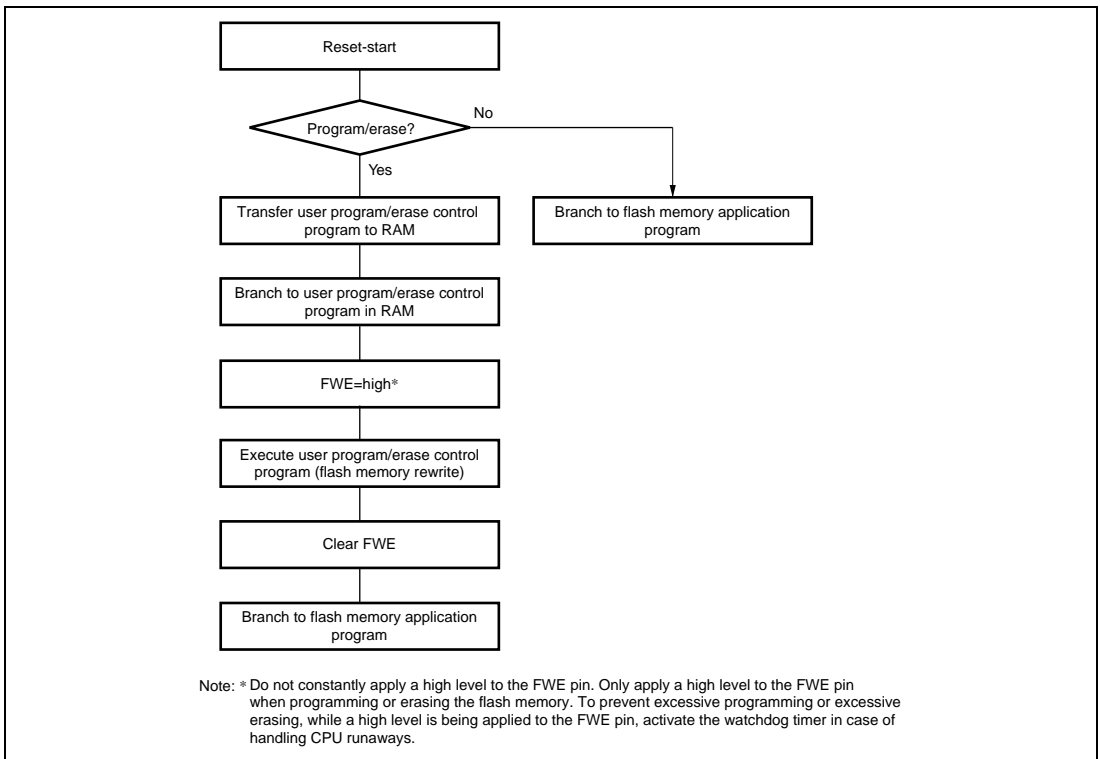 Reset-start
Program/erase?
No
Yes
Transfer user program/erase control
program to RAM
Branch to flash memory application
program
Branch to user program/erase control
program in RAM
FWE=high*
Execute user program/erase control
program (flash memory rewrite)
Clear FWE
Branch to flash memory application
program
Note: * Do not constantly apply a high level to the FWE pin. Only apply a high level to the FWE pin
when programming or erasing the flash memory. To prevent excessive programming or excessive
erasing, while a high level is being applied to the FWE pin, activate the watchdog timer in case of
handling CPU runaways.